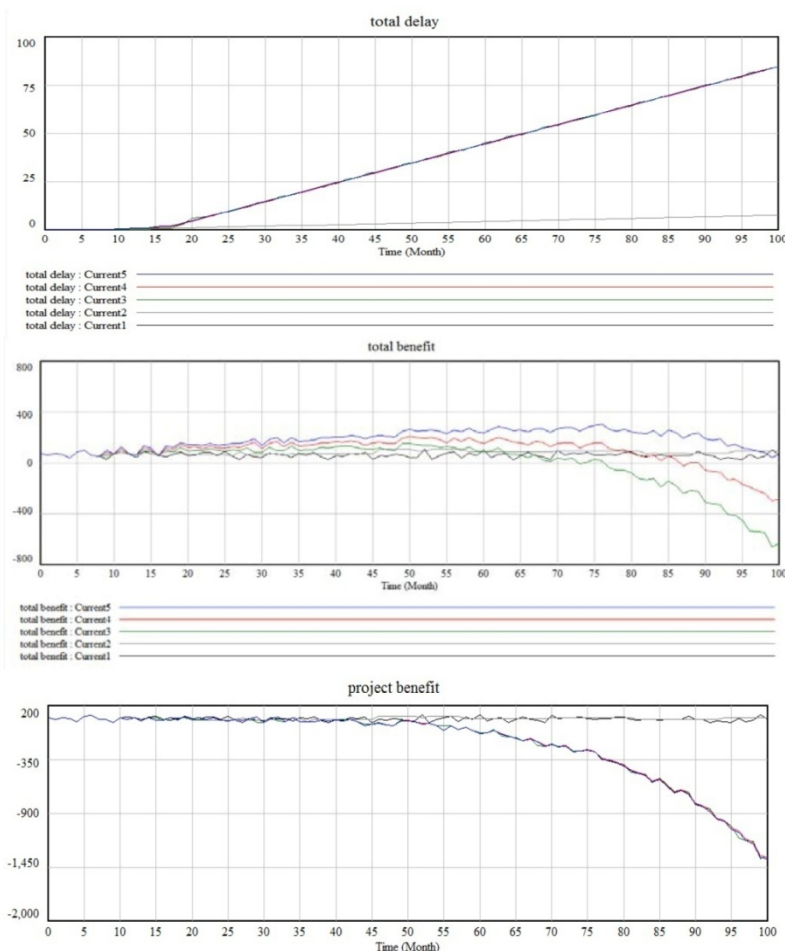 total delay
100
75
50
25
0
0 5 10 15 20 25 30 35 40 45 50 55 60 65 70 75 80 85 90 95 100
Time (Month)
total delay : Current5
total delay : Current4
total delay : Current3
total delay : Current2
total delay : Current1
total benefit
800
400
0
-400
-800
0 5 10 15 20 25 30 35 40 45 50 55 60 65 70 75 80 85 90 95 100
Time (Month)
total benefit : Current5
total benefit : Current4
total benefit : Current3
total benefit : Current2
total benefit : Current1
project benefit
200
-350
-900
-1,450
-2,000
0 5 10 15 20 25 30 35 40 45 50 55 60 65 70 75 80 85 90 95 100
Time (Month)